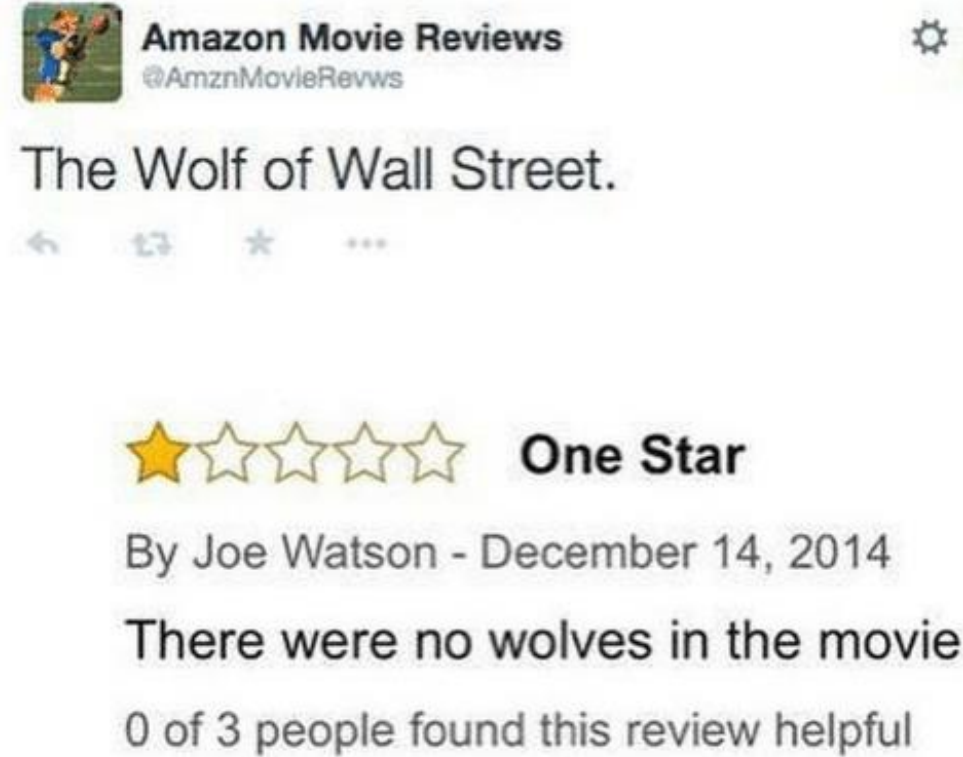 Amazon Movie Reviews
@AmznMovieRevws
The Wolf of Wall Street.
One Star
By Joe Watson - December 14, 2014
There were no wolves in the movie
0 of 3 people found this review helpful